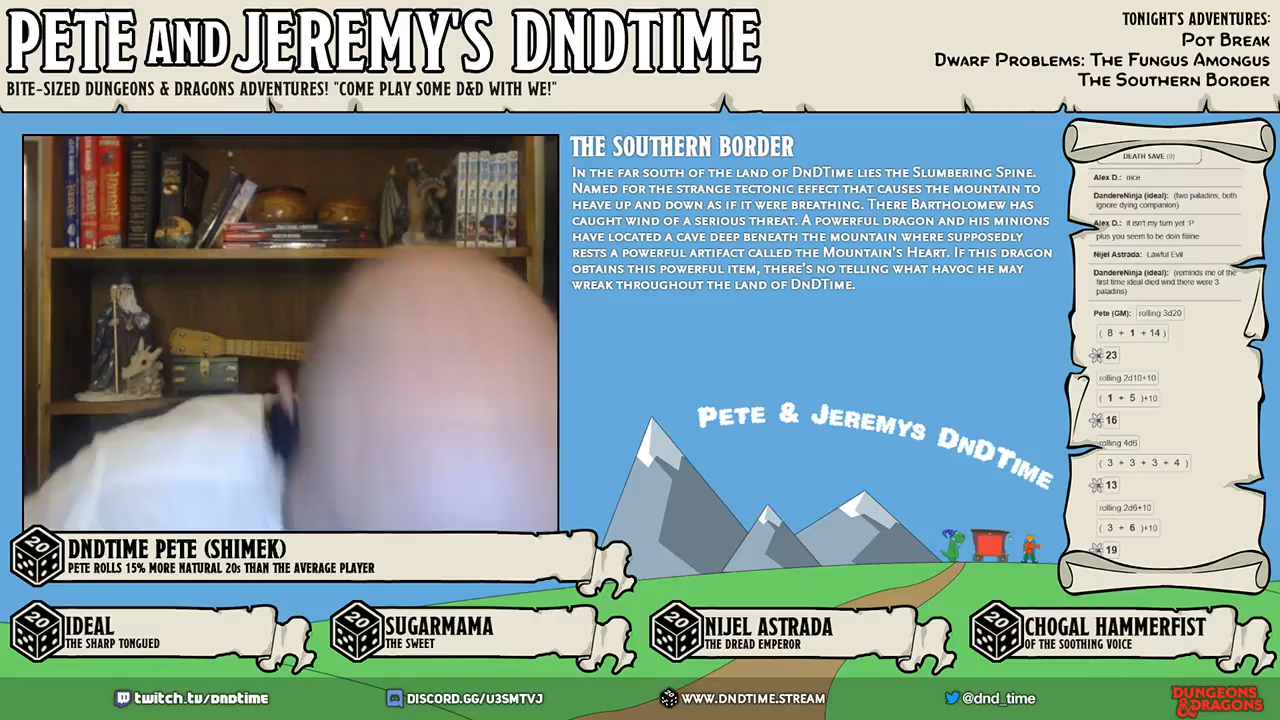 PETE AND JEREMY'S DNDTIME
BITE-SIZED DUNGEONS & DRAGONS ADVENTURES! "COME PLAY SOME D&D WITH WE!"
TONIGHT'S ADVENTURES:
POT BREAK
DWARF PROBLEMS: THE FUNGUS AMONGUS
THE SOUTHERN BORDER
THE SOUTHERN BORDER
IN THE FAR SOUTH OF THE LAND OF DNDTIME LIES THE SLUMBERING SPINE.
NAMED FOR THE STRANGE TECTONIC EFFECT THAT CAUSES THE MOUNTAIN TO
HEAVE UP AND DOWN AS IF IT WERE BREATHING. THERE BARTHOLOMEW HAS
CAUGHT WIND OF A SERIOUS THREAT. A POWERFUL DRAGON AND HIS MINIONS
HAVE LOCATED A CAVE DEEP BENEATH THE MOUNTAIN WHERE SUPPOSEDLY
RESTS A POWERFUL ARTIFACT CALLED THE MOUNTAIN'S HEART. IF THIS DRAGON
OBTAINS THIS POWERFUL ITEM, THERE'S NO TELLING WHAT HAVOC HE MAY
WREAK THROUGHOUT THE LAND OF DNDTIME.
PETE & JEREMYS DNDTIME
DEATH SAVE (0)
Alex D.: nice
DandereNinja (ideal): (two paladins, both
ignore dying companion)
Alex D.: it isn't my turn yet :P
plus you seem to be doin fiiine
Nijel Astrada: Lawful Evil
DandereNinja (ideal): (reminds me of the
first time ideal died wnd there were 3
paladins)
Pete (GM): rolling 3d20
( 8 + 1 + 14 )
23
rolling 2d10+10
( 1 + 5 )+10
16
rolling 4d6
( 3 + 3 + 3 + 4 )
13
rolling 2d6+10
( 3 + 6 )+10
19
20
DNDTIME PETE (SHIMEK)
PETE ROLLS 15% MORE NATURAL 20s THAN THE AVERAGE PLAYER
20
IDEAL
THE SHARP TONGUED
20
SUGARMAMA
THE SWEET
20
NIJEL ASTRADA
THE DREAD EMPEROR
20
CHOGAL HAMMERFIST
OF THE SOOTHING VOICE
twitch.tv/dndtime
DISCORD.GG/U3SMTVJ
WWW.DNDTIME.STREAM
@dnd_time
DUNGEONS
& DRAGONS